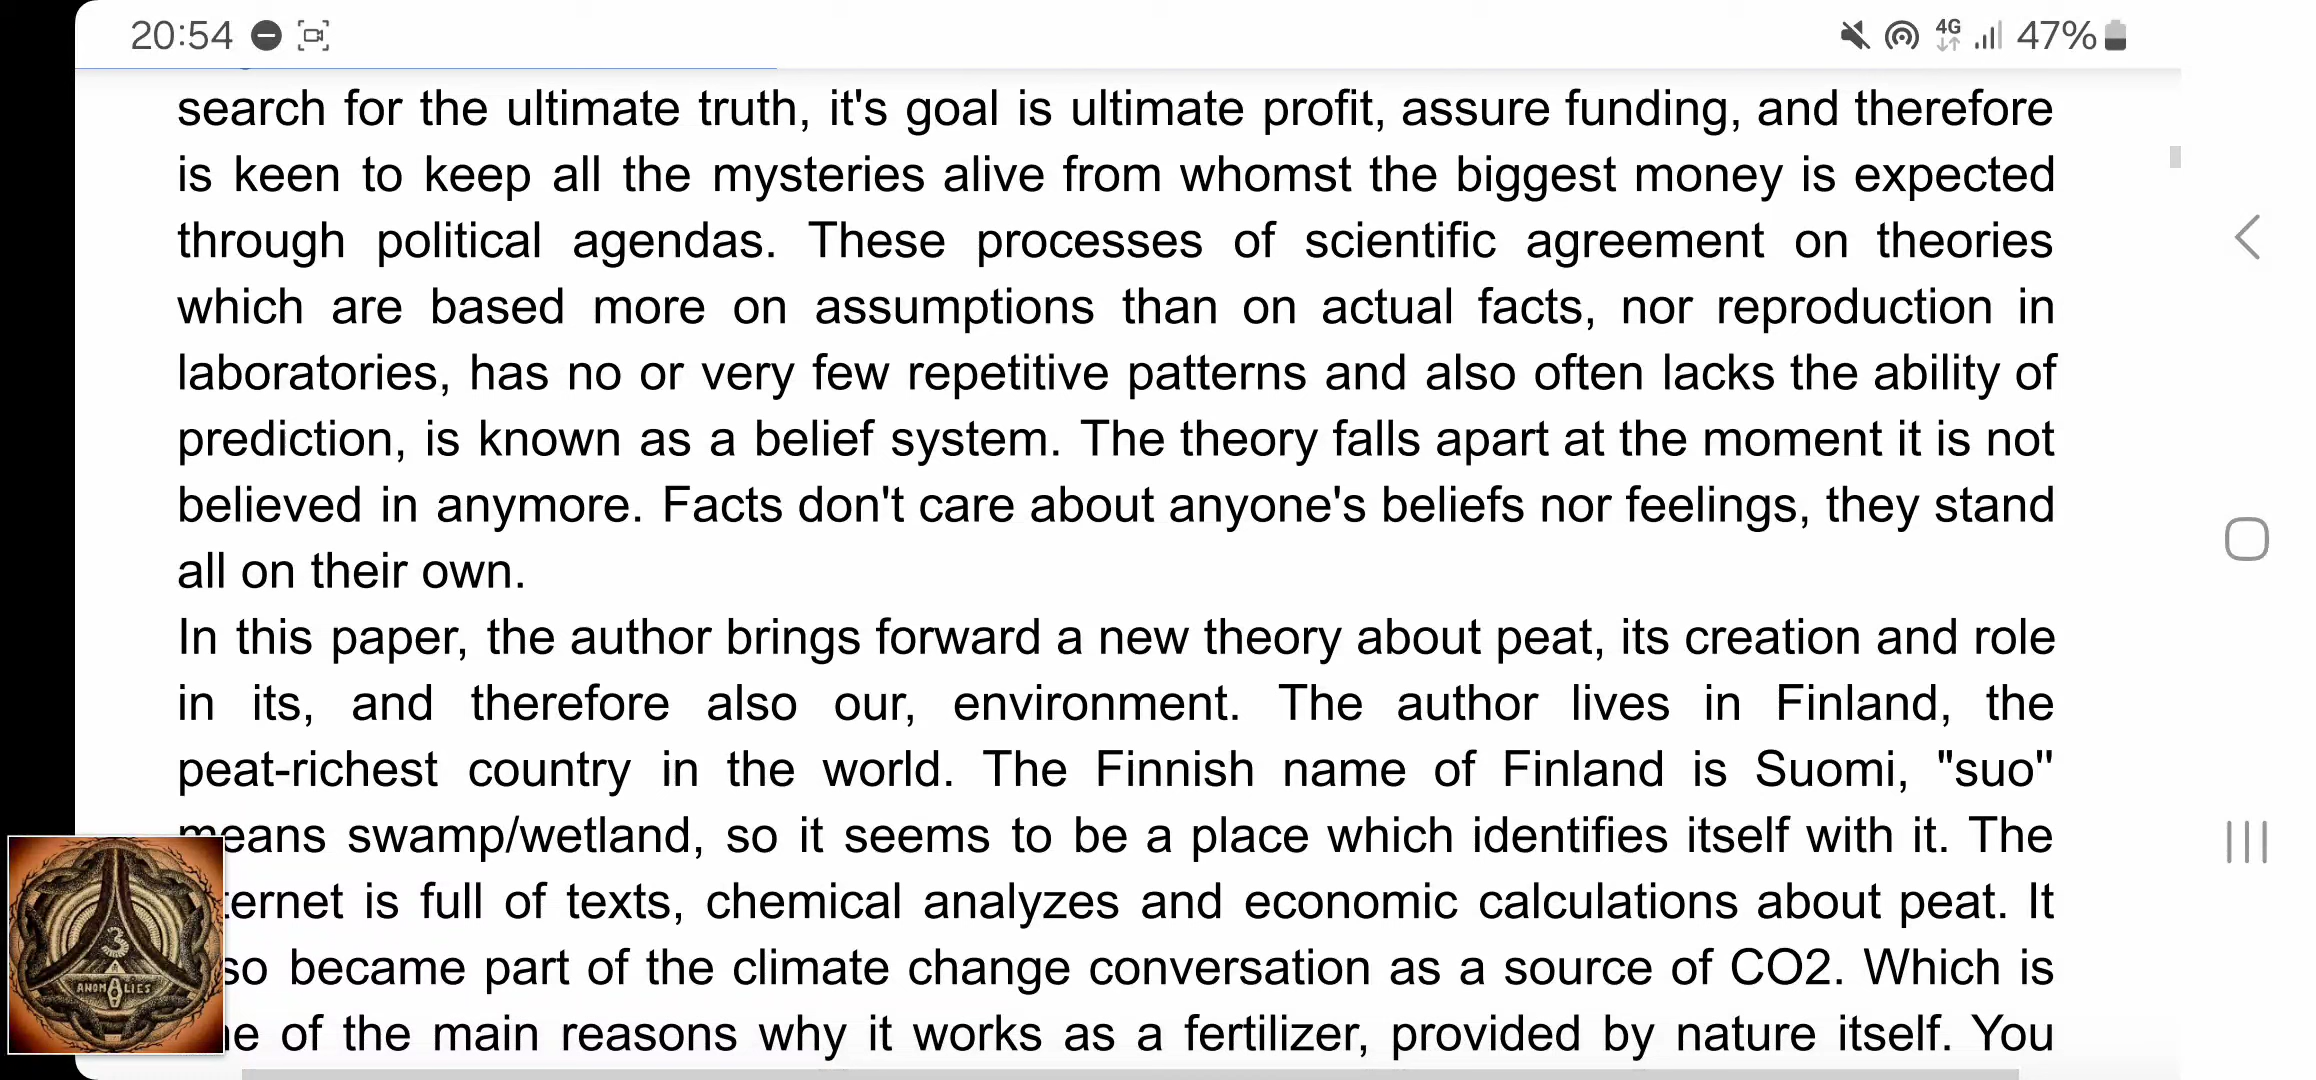 20:54
4G
47%
search for the ultimate truth, it's goal is ultimate profit, assure funding, and therefore
is keen to keep all the mysteries alive from whomst the biggest money is expected
through political agendas. These processes of scientific agreement on theories
which are based more on assumptions than on actual facts, nor reproduction in
laboratories, has no or very few repetitive patterns and also often lacks the ability of
prediction, is known as a belief system. The theory falls apart at the moment it is not
believed in anymore. Facts don't care about anyone's beliefs nor feelings, they stand
all on their own.
In this paper, the author brings forward a new theory about peat, its creation and role
in its, and therefore also our, environment. The author lives in Finland, the
peat-richest country in the world. The Finnish name of Finland is Suomi, "suo"
means swamp/wetland, so it seems to be a place which identifies itself with it. The
ternet is full of texts, chemical analyzes and economic calculations about peat. It
so became part of the climate change conversation as a source of CO2. Which is
e of the main reasons why it works as a fertilizer, provided by nature itself. You
3
ANOMALIES